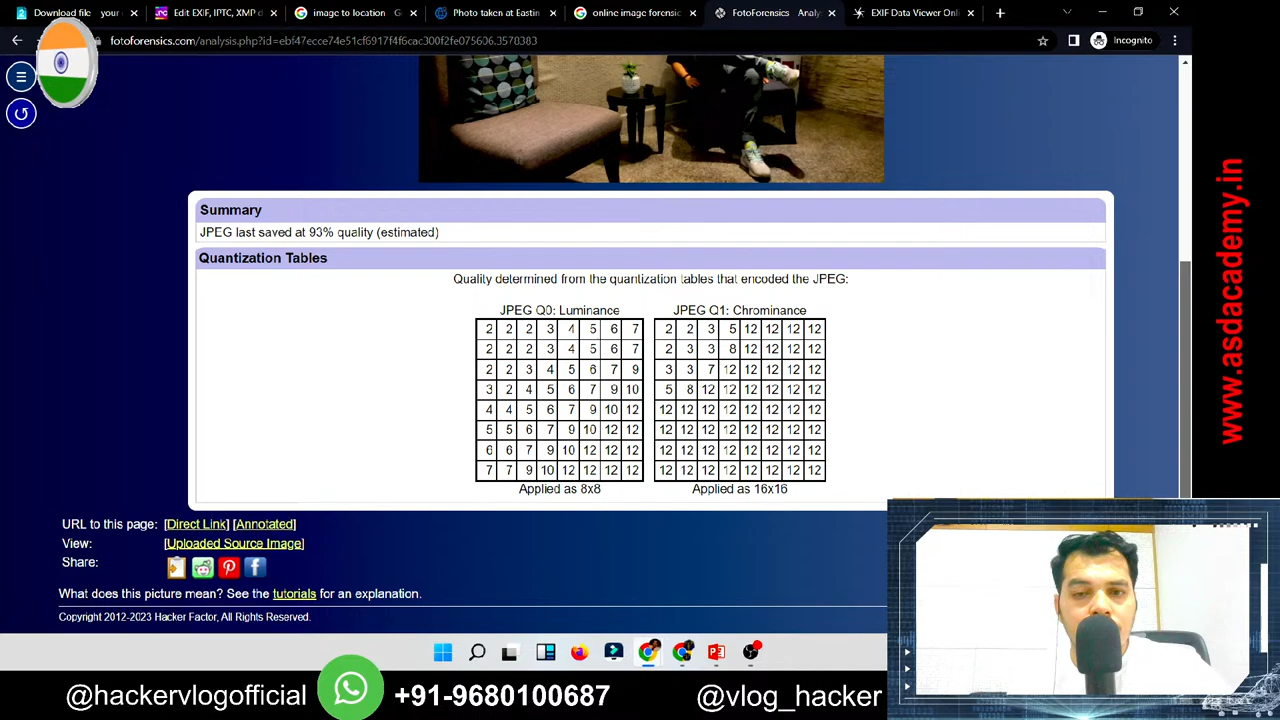 Download file | your
Edit EXIF, IPTC, XMP d
image to location - G
Photo taken at Eastin
online image forensic
FotoForensics - Analy
EXIF Data Viewer Onl
fotoforensics.com/analysis.php?id=ebf47ecce74e51cf6917f4f6cac300f2fe075606.3578383
Incognito
Summary
JPEG last saved at 93% quality (estimated)
Quantization Tables
Quality determined from the quantization tables that encoded the JPEG:
JPEG Q0: Luminance
2 2 2 3 4 5 6 7
2 2 2 3 4 5 6 7
2 2 3 4 5 6 7 9
3 2 4 5 6 7 9 10
4 4 5 6 7 9 10 12
5 5 6 7 9 10 12 12
6 6 7 9 10 12 12 12
7 7 9 10 12 12 12 12
Applied as 8x8
JPEG Q1: Chrominance
2 2 3 5 12 12 12 12
2 3 3 8 12 12 12 12
3 3 7 12 12 12 12 12
5 8 12 12 12 12 12 12
12 12 12 12 12 12 12 12
12 12 12 12 12 12 12 12
12 12 12 12 12 12 12 12
12 12 12 12 12 12 12 12
Applied as 16x16
URL to this page: [Direct Link] [Annotated]
View: [Uploaded Source Image]
Share:
What does this picture mean? See the tutorials for an explanation.
Copyright 2012-2023 Hacker Factor, All Rights Reserved.
www.asdacademy.in
@hackervlogofficial
+91-9680100687
@vlog_hacker